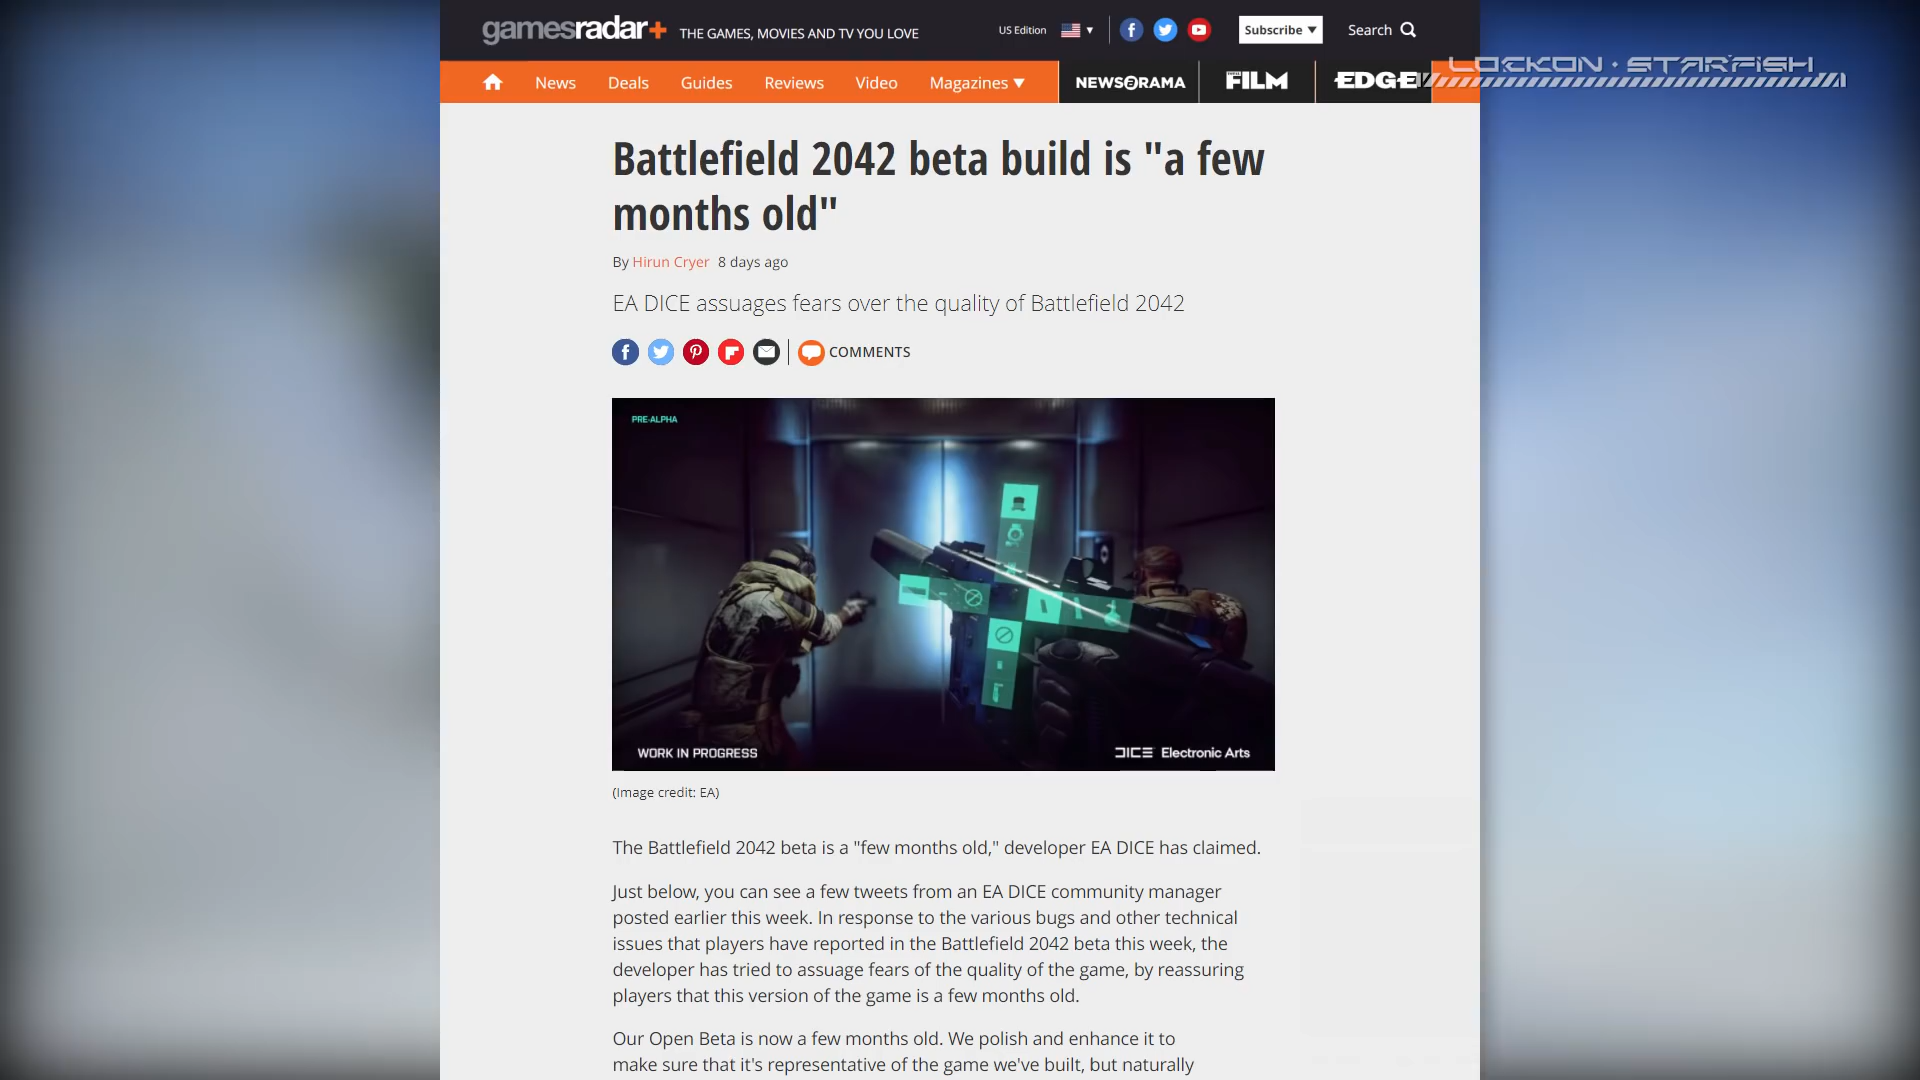 gamesradar+ THE GAMES, MOVIES AND TV YOU LOVE US Edition Subscribe Search
LOCKON · STARFISH
News Deals Guides Reviews Video Magazines NEWSARAMA FILM EDGE
Battlefield 2042 beta build is "a few
months old"
By Hirun Cryer 8 days ago
EA DICE assuages fears over the quality of Battlefield 2042
COMMENTS
PRE-ALPHA
WORK IN PROGRESS DICE Electronic Arts
(Image credit: EA)
The Battlefield 2042 beta is a "few months old," developer EA DICE has claimed.
Just below, you can see a few tweets from an EA DICE community manager
posted earlier this week. In response to the various bugs and other technical
issues that players have reported in the Battlefield 2042 beta this week, the
developer has tried to assuage fears of the quality of the game, by reassuring
players that this version of the game is a few months old.
Our Open Beta is now a few months old. We polish and enhance it to
make sure that it's representative of the game we've built, but naturally